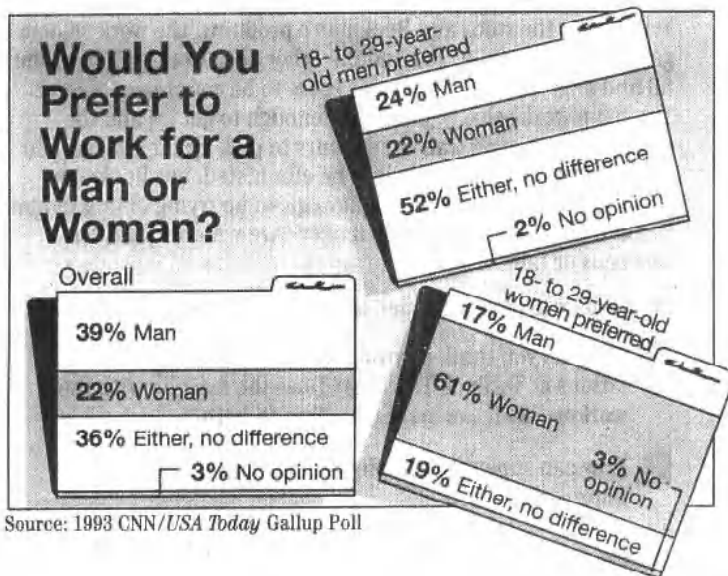 Would You
Prefer to
Work for a
Man or
Woman?
18- to 29-year-
old men preferred
24% Man
22% Woman
52% Either, no difference
2% No opinion
Overall
39% Man
22% Woman
36% Either, no difference
3% No opinion
18- to 29-year-old
women preferred
17% Man
61% Woman
3% No
opinion
19% Either, no difference
Source: 1993 CNN/USA Today Gallup Poll